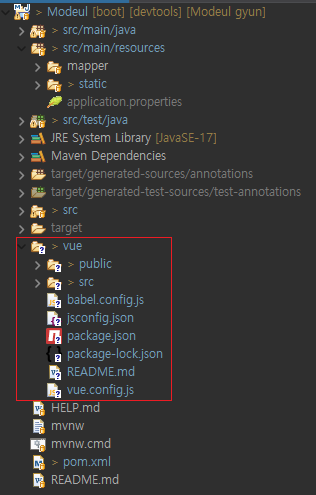 Modeul [boot] [devtools] [Modeul gyun]
> src/main/java
> src/main/resources
mapper
> static
application.properties
> src/test/java
JRE System Library [JavaSE-17]
Maven Dependencies
target/generated-sources/annotations
target/generated-test-sources/test-annotations
> src
target
> vue
> public
> src
babel.config.js
jsconfig.json
package.json
package-lock.json
README.md
vue.config.js
HELP.md
mvnw
mvnw.cmd
> pom.xml
README.md